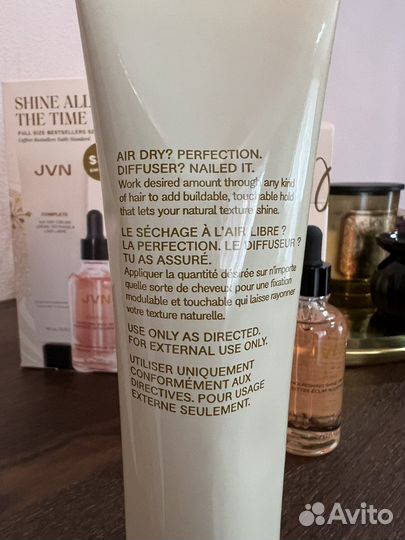 SHINE ALL
THE TIME
FULL SIZE BESTSELLERS
JVN
COMPLETE
AIR DRY? PERFECTION.
DIFFUSER? NAILED IT.
Work desired amount through any kind
of hair to add buildable, touchable hold
that lets your natural texture shine.
LE SÉCHAGE À L'AIR LIBRE ?
LA PERFECTION. LE DIFFUSEUR ?
TU AS ASSURÉ.
Appliquer la quantité désirée sur n'importe
quelle sorte de cheveux pour une fixation
modulable et touchable qui laisse rayonner
votre texture naturelle.
USE ONLY AS DIRECTED.
FOR EXTERNAL USE ONLY.
UTILISER UNIQUEMENT
CONFORMÉMENT AUX
DIRECTIVES. POUR USAGE
EXTERNE SEULEMENT.
JVN
Avito